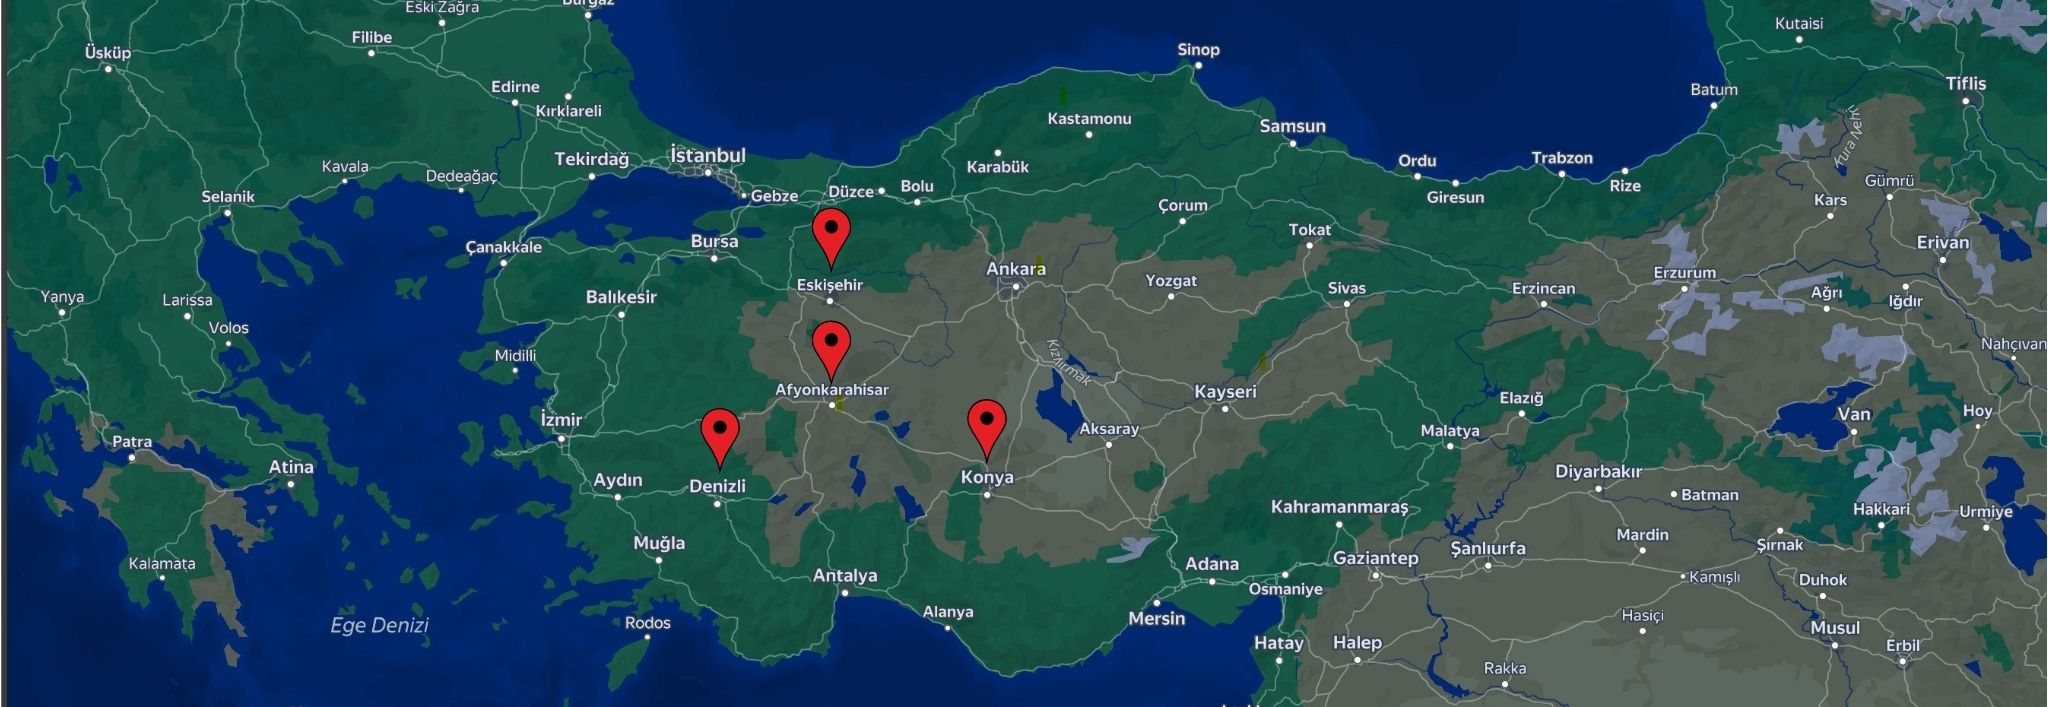 Eski Zağra
Burgaz
Kutaisi
Filibe
Sinop
Üsküp
Tiflis
Edirne
Batum
Kırklareli
Kastamonu
Samsun
Tekirdağ
İstanbul
Kavala
Karabük
Ordu
Trabzon
Dedeağaç
Rize
Gümrü
Selanik
Gebze
Düzce
Bolu
Giresun
Kars
Çorum
Tokat
Çanakkale
Bursa
Erivan
Ankara
Erzurum
Yanya
Larissa
Balıkesir
Eskişehir
Yozgat
Sivas
Erzincan
Ağrı
Iğdır
Volos
Nahçıvan
Midilli
Kızılırmak
Afyonkarahisar
Kayseri
Elazığ
Van
Hoy
İzmir
Aksaray
Malatya
Patra
Atina
Aydın
Denizli
Konya
Diyarbakır
Batman
Kahramanmaraş
Hakkari
Urmiye
Muğla
Gaziantep
Şanlıurfa
Mardin
Şırnak
Kalamata
Antalya
Adana
Osmaniye
Kamışlı
Duhok
Alanya
Mersin
Hasiçi
Ege Denizi
Rodos
Hatay
Halep
Musul
Erbil
Rakka